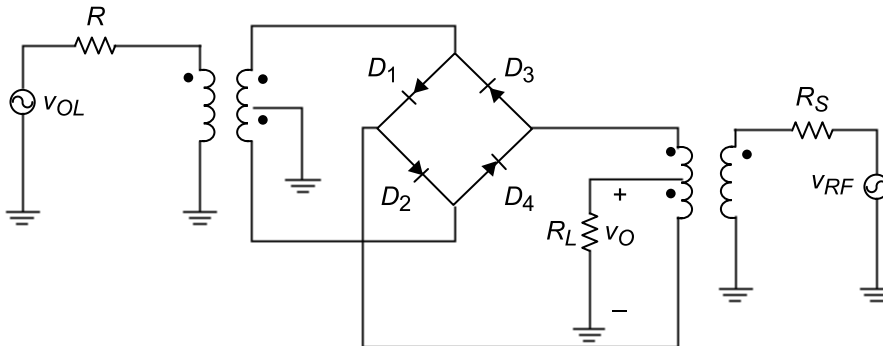 R
v_OL
D_1
D_3
D_2
D_4
R_L
+
v_O
–
R_S
v_RF